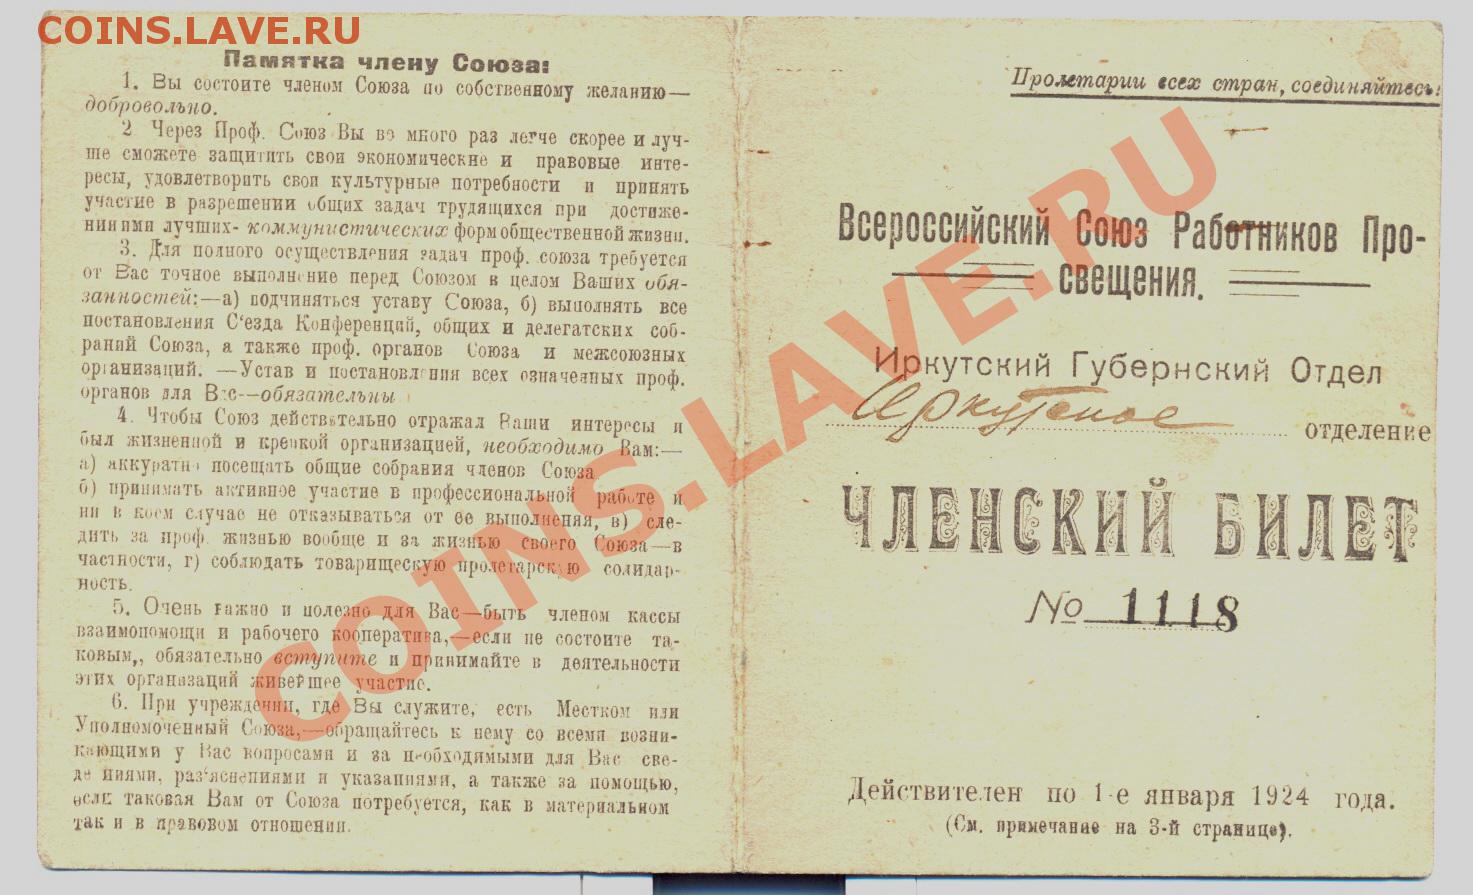 COINS.LAVE.RU
Памятка члену Союза:
1. Вы состоите членом Союза по собственному желанию—
добровольно.
2 Через Проф. Союз Вы во много раз легче скорее и луч-
ше сможете защитить свои экономические и правовые инте-
ресы, удовлетворить свои культурные потребности и принять
участие в разрешении общих задач трудящихся при достиже-
нии ими лучших- коммунистических форм общественной жизни.
3. Для полного осуществления задач проф. союза требуется
от Вас точное выполнение перед Союзом в целом Ваших обя-
занностей:—а) подчиняться уставу Союза, б) выполнять все
постановления С'езда Конференций, общих и делегатских соб-
раний Союза, а также проф. органов Союза и межсоюзных
организаций. —Устав и постановления всех означенных проф.
органов для Вас—обязательны
4. Чтобы Союз действительно отражал Ваши интересы и
был жизненной и крепкой организацией, необходимо Вам:—
а) аккуратно посещать общие собрания членов Союза
б) принимать активное участие в профессиональной работе и
ни в коем случае не отказываться от ее выполненяя, в) сле-
дить за проф. жизнью вообще и за жизнью своего Союза—в
частности, г) соблюдать товарищескую пролетарскую солидар-
ность.
5. Очень важно и полезно для Вас—быть членом кассы
взаимопомощи и рабочего кооператива,—если не состоите та-
ковым,, обязательно вступите и принимайте в деятельности
этих организаций живейшее участие.
6. При учреждении, где Вы служите, есть Местком или
Уполномоченный Союза,—обращайтесь к нему со всеми возни-
кающими у Вас вопросами и за необходимыми для Вас све-
де ниями, раз'яснениями и указаниями, а также за помощью,
если таковая Вам от Союза потребуется, как в материальном
так и в правовом отношении.
Пролетарии всех стран, соединяйтесь!
Всероссийский Союз Работников Про-
свещения.
Иркутский Губернский Отдел
Иркутское отделение
ЧЛЕНСКИЙ БИЛЕТ
№ 1118
Действителен по 1-е января 1924 года.
(См. примечание на 3-й странице).
COINS.LAVE.RU